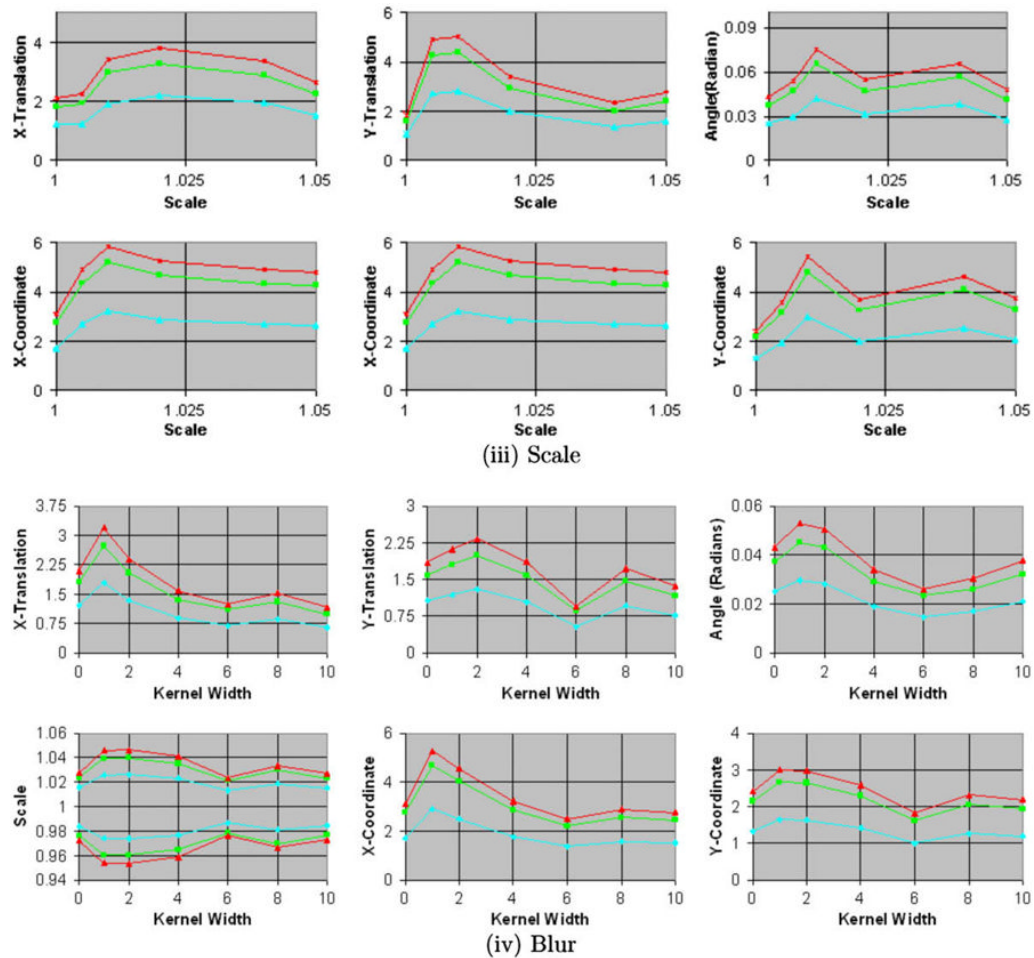 X-Translation
6
4
2
0
1
1.025
1.05
Scale
Y-Translation
6
4
2
0
1
1.025
1.05
Scale
Angle(Radian)
0.09
0.06
0.03
0
1
1.025
1.05
Scale
X-Coordinate
6
4
2
0
1
1.025
1.05
Scale
X-Coordinate
6
4
2
0
1
1.025
1.05
Scale
Y-Coordinate
6
4
2
0
1
1.025
1.05
Scale
(iii) Scale
X-Translation
3.75
3
2.25
1.5
0.75
0
0 2 4 6 8 10
Kernel Width
Y-Translation
3
2.25
1.5
0.75
0
0 2 4 6 8 10
Kernel Width
Angle (Radians)
0.06
0.04
0.02
0
0 2 4 6 8 10
Kernel Width
Scale
1.06
1.04
1.02
1
0.98
0.96
0.94
0 2 4 6 8 10
Kernel Width
X-Coordinate
6
4
2
0
0 2 4 6 8 10
Kernel Width
Y-Coordinate
4
3
2
1
0
0 2 4 6 8 10
Kernel Width
(iv) Blur